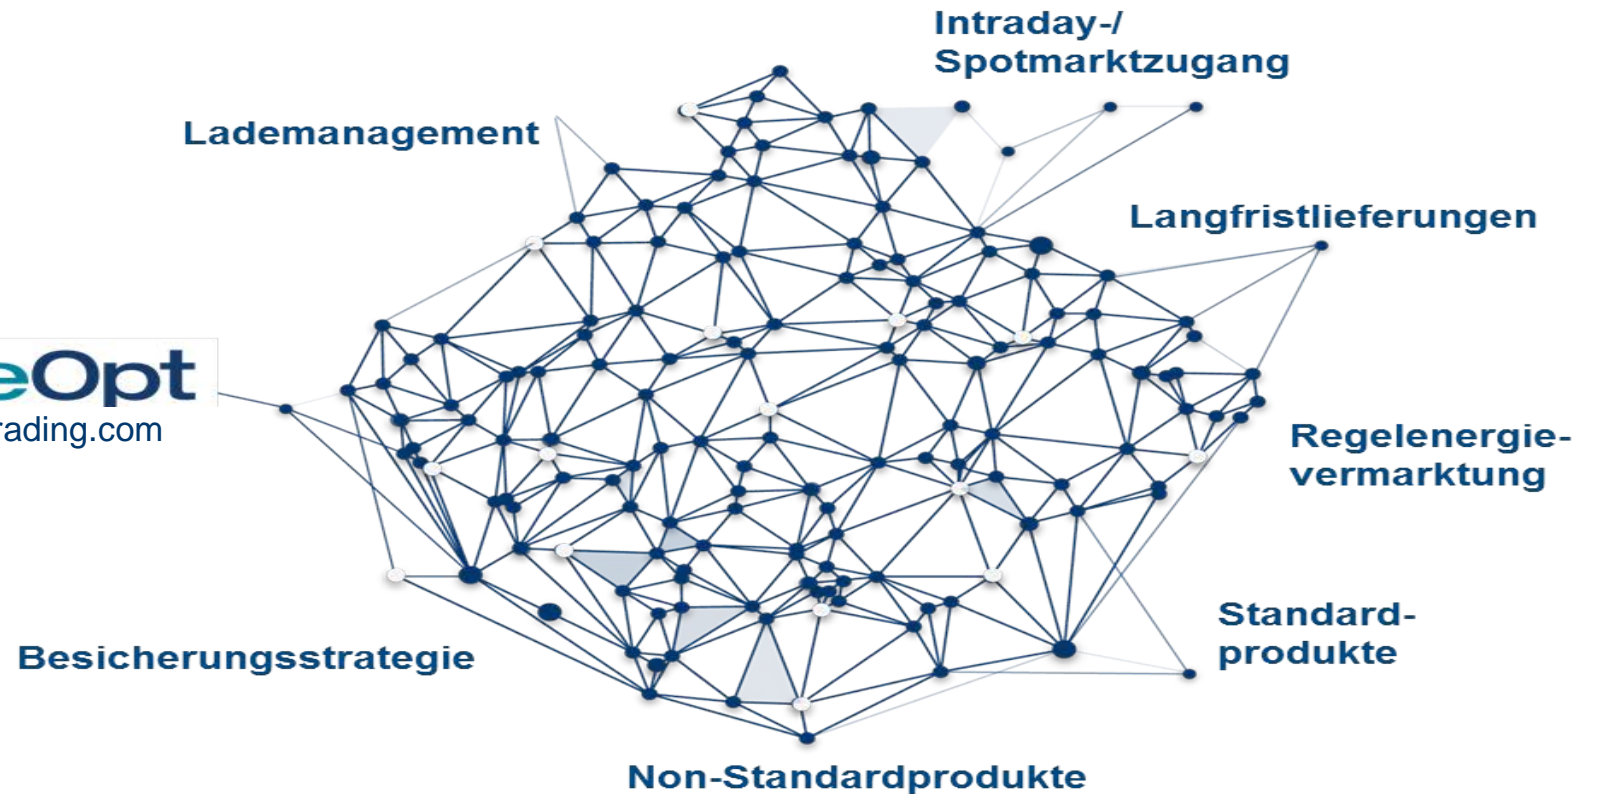 Intraday-/
Spotmarktzugang
Lademanagement
Langfristlieferungen
eOpt
rading.com
Regelenergie-
vermarktung
Standard-
produkte
Besicherungsstrategie
Non-Standardprodukte